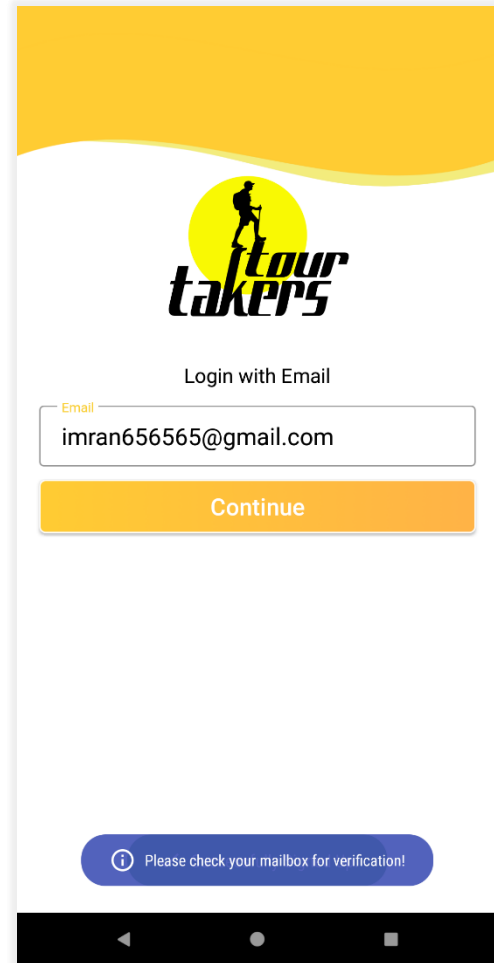 tour
takers
Login with Email
Email
imran656565@gmail.com
Continue
Please check your mailbox for verification!